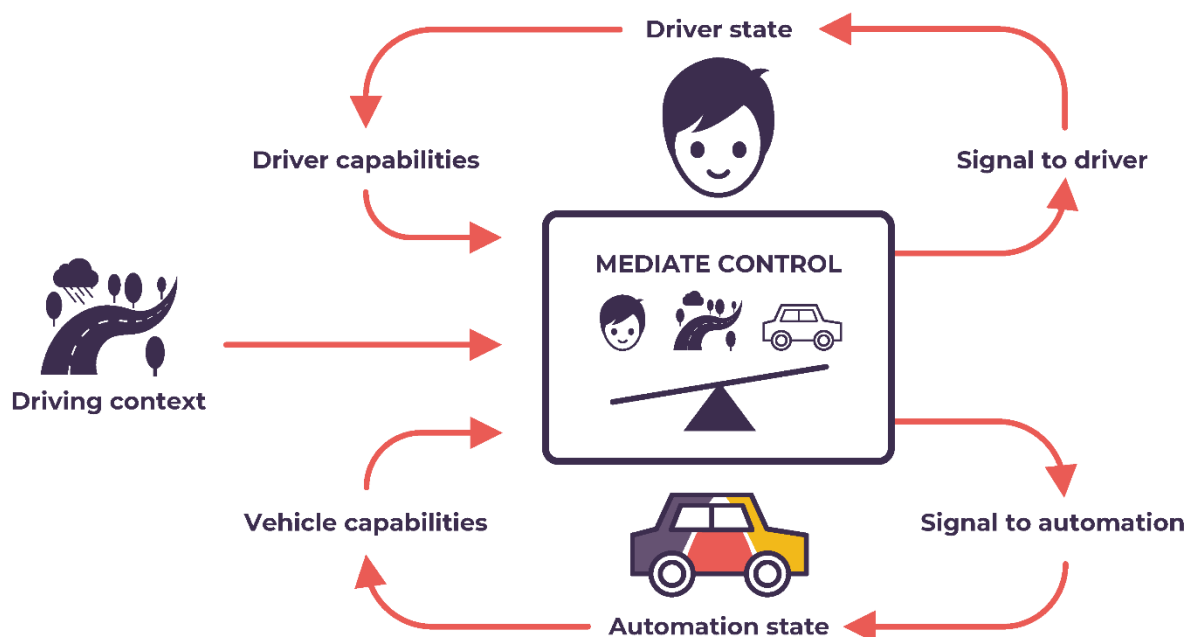 Driver state
Driver capabilities
Signal to driver
MEDIATE CONTROL
Driving context
Vehicle capabilities
Signal to automation
Automation state